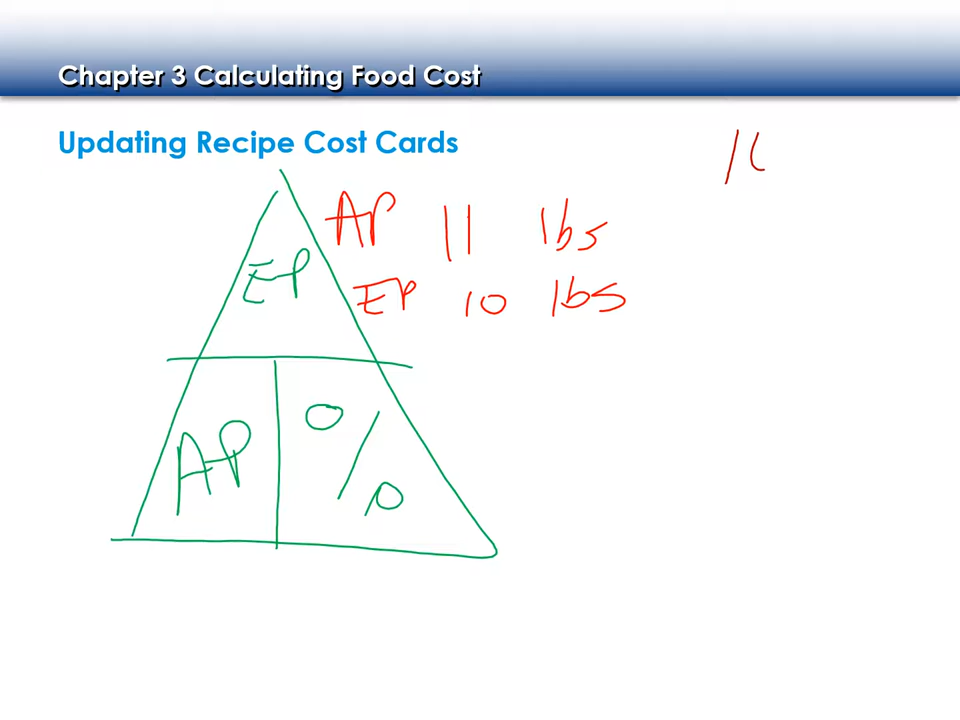 Chapter 3 Calculating Food Cost
Updating Recipe Cost Cards
AP 11 lbs
EP 10 lbs
EP
AP %